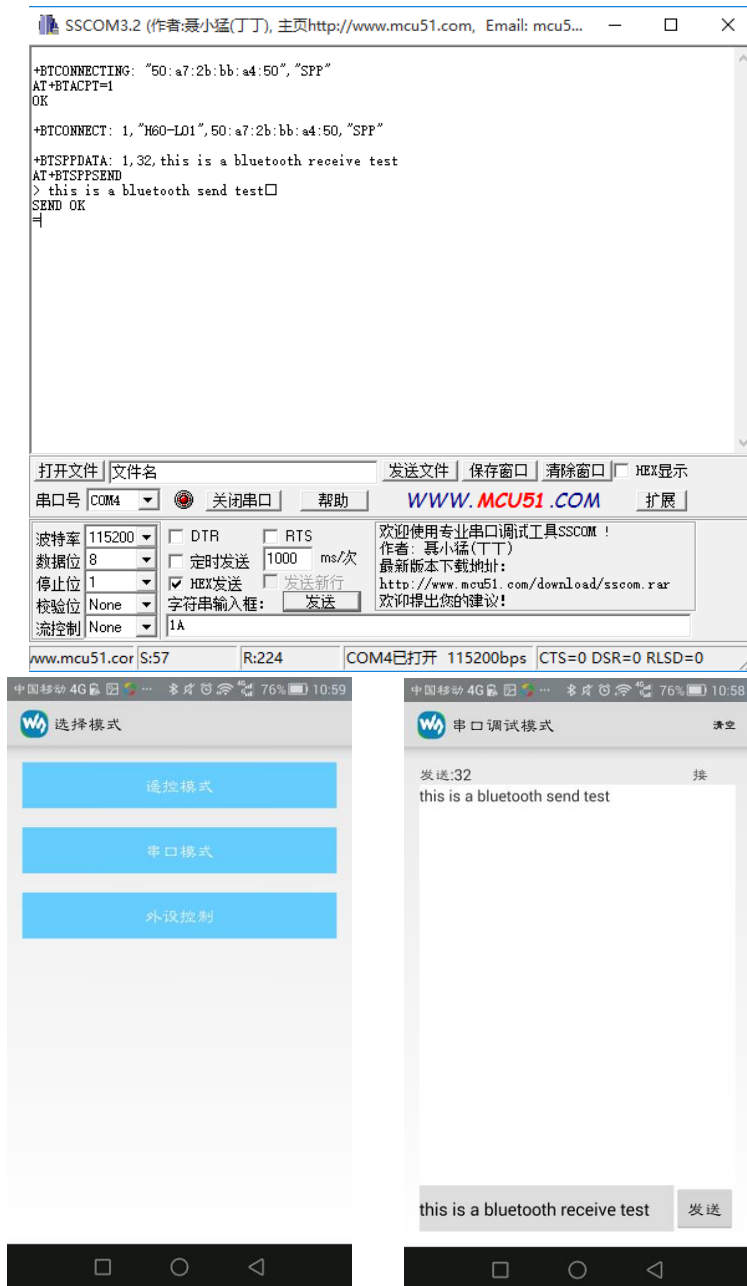 SSCOM3.2 (作者:聂小猛(丁丁), 主页http://www.mcu51.com, Email: mcu5...
+BTCONNECTING: "50:a7:2b:bb:a4:50","SPP"
AT+BTACPT=1
OK
+BTCONNECT: 1,"H60-L01",50:a7:2b:bb:a4:50,"SPP"
+BTSPPDATA: 1,32,this is a bluetooth receive test
AT+BTSPPSEND
> this is a bluetooth send test□
SEND OK
=
打开文件 文件名 发送文件 保存窗口 清除窗口 HEX显示
串口号 COM4 关闭串口 帮助 WWW.MCU51.COM 扩展
波特率 115200 DTR RTS
数据位 8 定时发送 1000 ms/次
停止位 1 HEX发送 发送新行
校验位 None 字符串输入框: 发送
流控制 None 1A
欢迎使用专业串口调试工具SSCOM !
作者: 聂小猛(丁丁)
最新版本下载地址:
http://www.mcu51.com/download/sscom.rar
欢迎提出您的建议!
www.mcu51.cor S:57 R:224 COM4已打开 115200bps CTS=0 DSR=0 RLSD=0
中国移动 4G ... 4G 76% 10:59
选择模式
遥控模式
串口模式
外设控制
中国移动 4G ... 4G 76% 10:58
串口调试模式 清空
发送:32 接
this is a bluetooth send test
this is a bluetooth receive test 发送